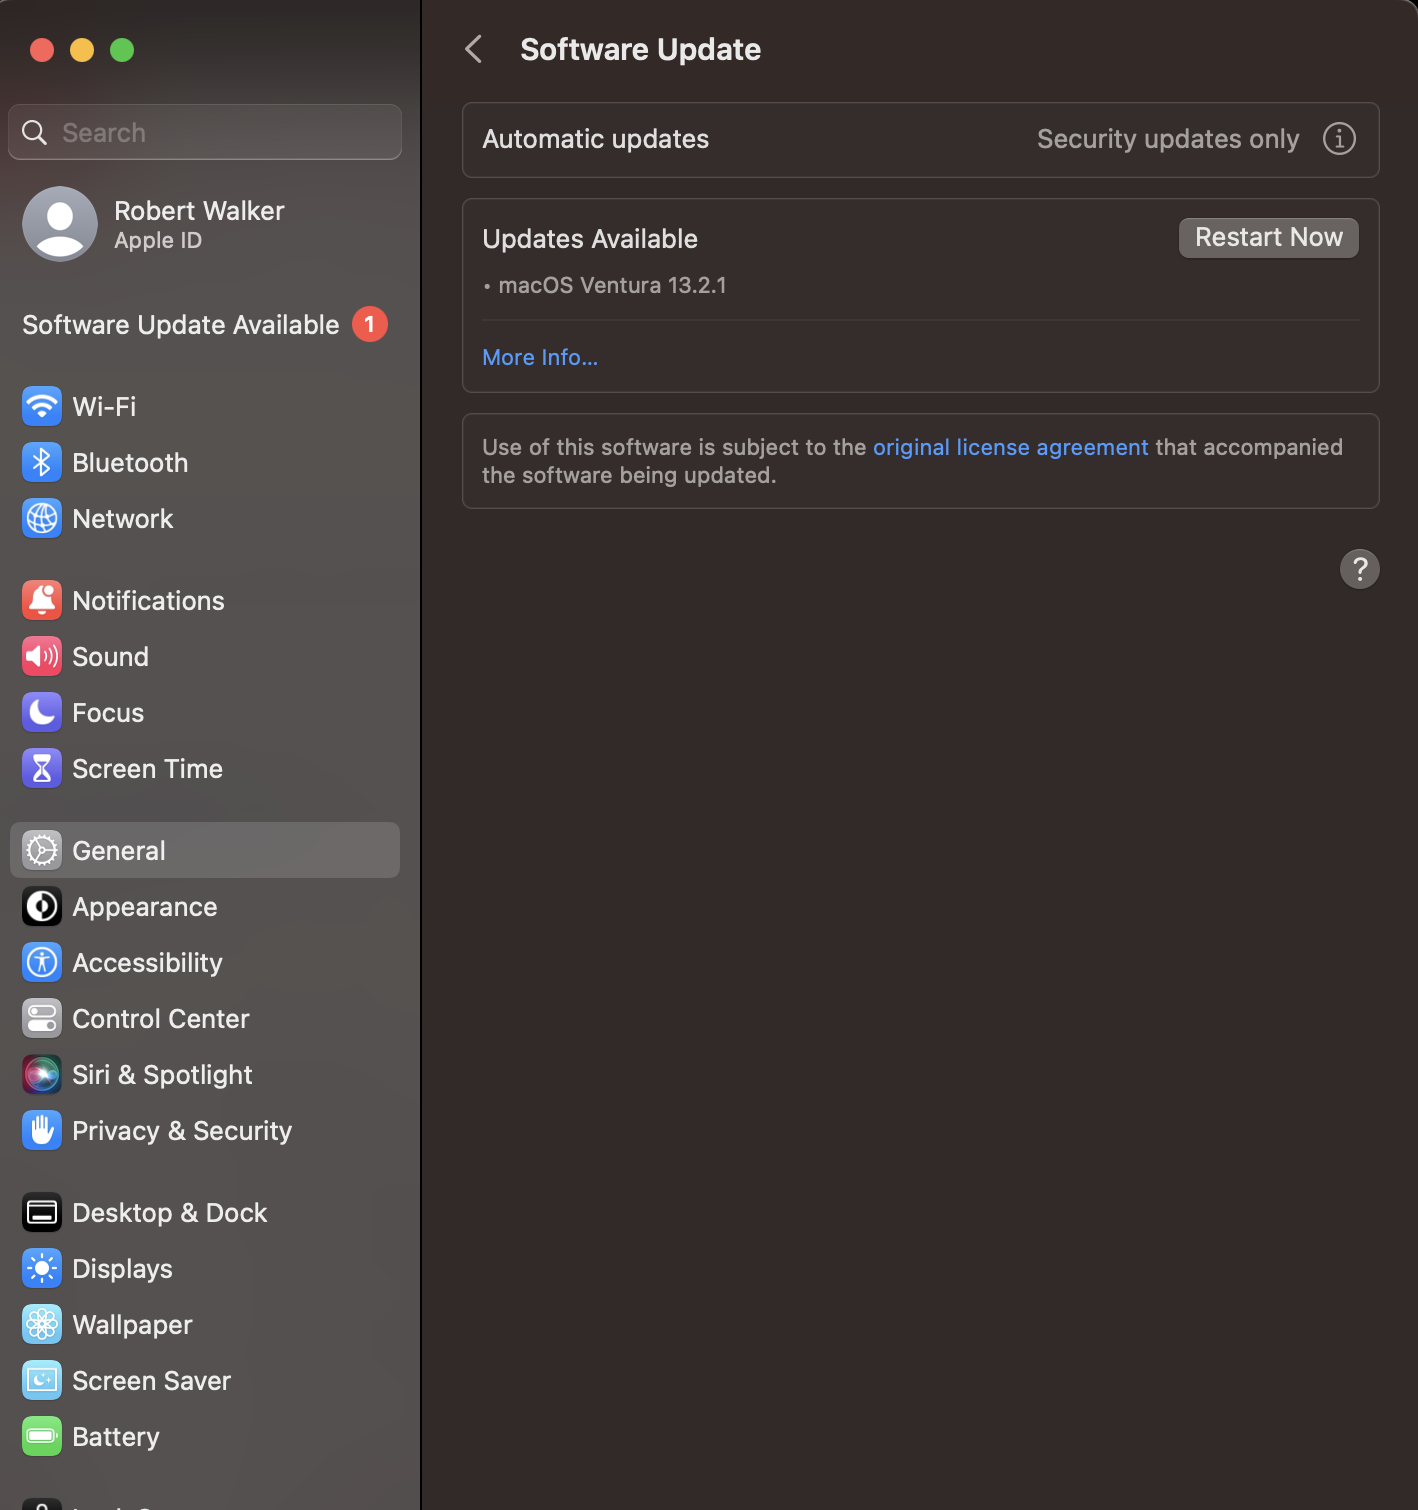 Search
Robert Walker
Apple ID
Software Update Available 1
Wi-Fi
Bluetooth
Network
Notifications
Sound
Focus
Screen Time
General
Appearance
Accessibility
Control Center
Siri & Spotlight
Privacy & Security
Desktop & Dock
Displays
Wallpaper
Screen Saver
Battery
Software Update
Automatic updates Security updates only
Updates Available Restart Now
• macOS Ventura 13.2.1
More Info...
Use of this software is subject to the original license agreement that accompanied
the software being updated.
?